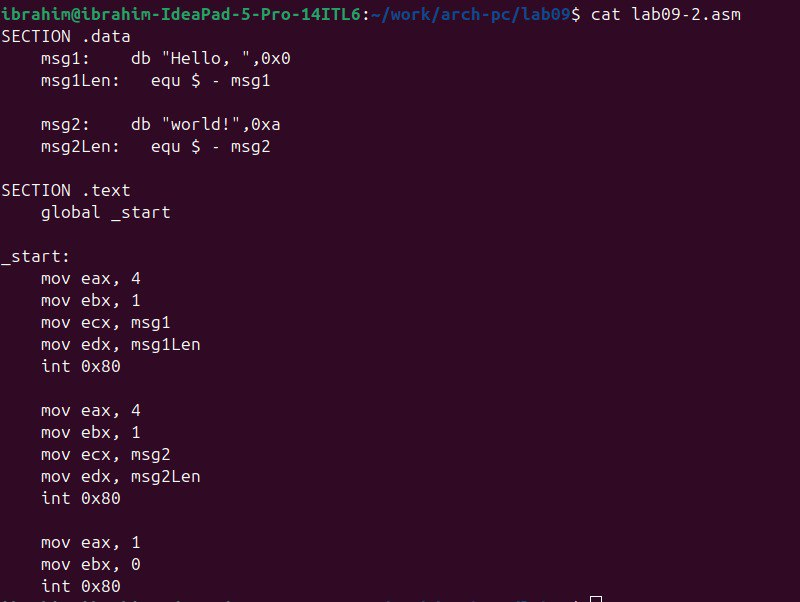 ibrahim@ibrahim-IdeaPad-5-Pro-14ITL6:~/work/arch-pc/lab09$ cat lab09-2.asm
SECTION .data
    msg1:    db "Hello, ",0x0
    msg1Len:   equ $ - msg1

    msg2:    db "world!",0xa
    msg2Len:   equ $ - msg2

SECTION .text
    global _start

_start:
    mov eax, 4
    mov ebx, 1
    mov ecx, msg1
    mov edx, msg1Len
    int 0x80

    mov eax, 4
    mov ebx, 1
    mov ecx, msg2
    mov edx, msg2Len
    int 0x80

    mov eax, 1
    mov ebx, 0
    int 0x80